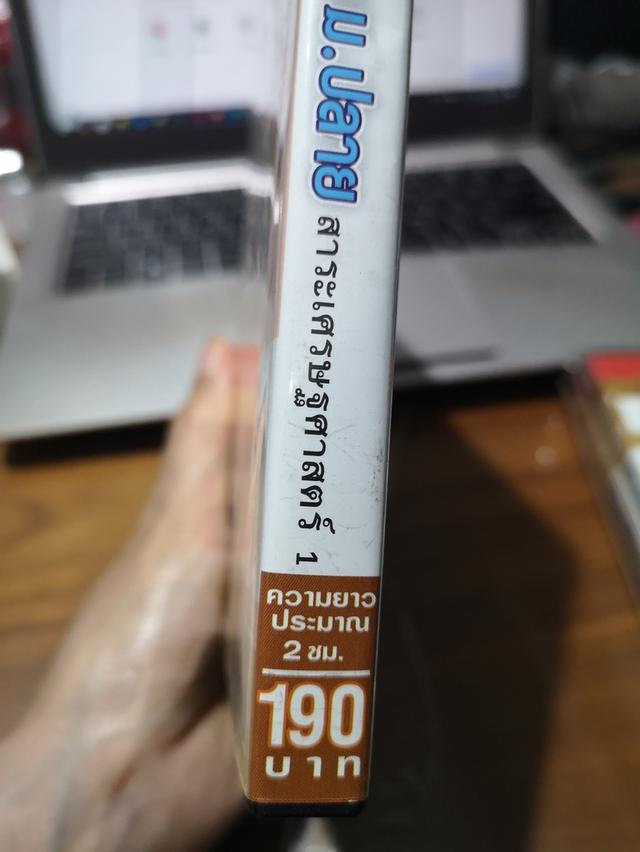 ม.ปลาย
สาระเศรษฐศาสตร์ 1
ความยาว
ประมาณ
2 ชม.
190
บาท